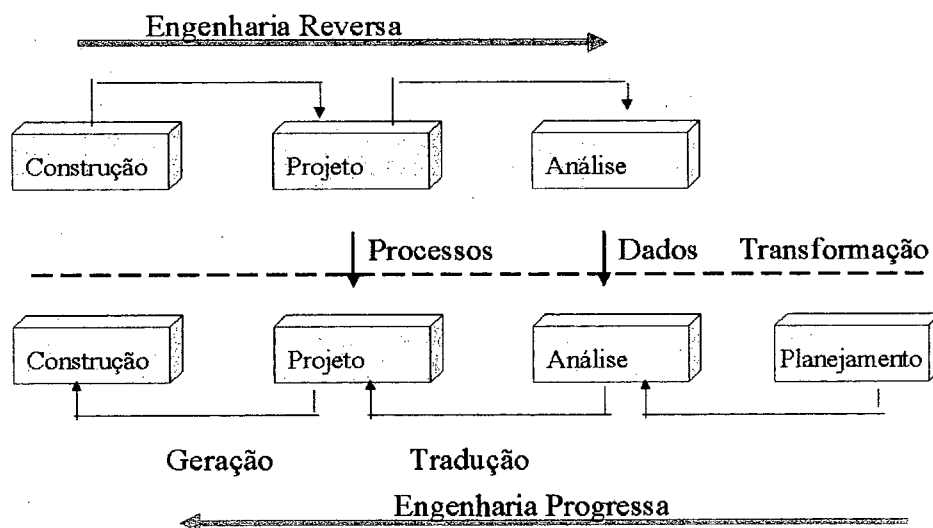 Engenharia Reversa
Construção
Projeto
Análise
Processos
Dados
Transformação
Construção
Projeto
Análise
Planejamento
Geração
Tradução
Engenharia Progressa